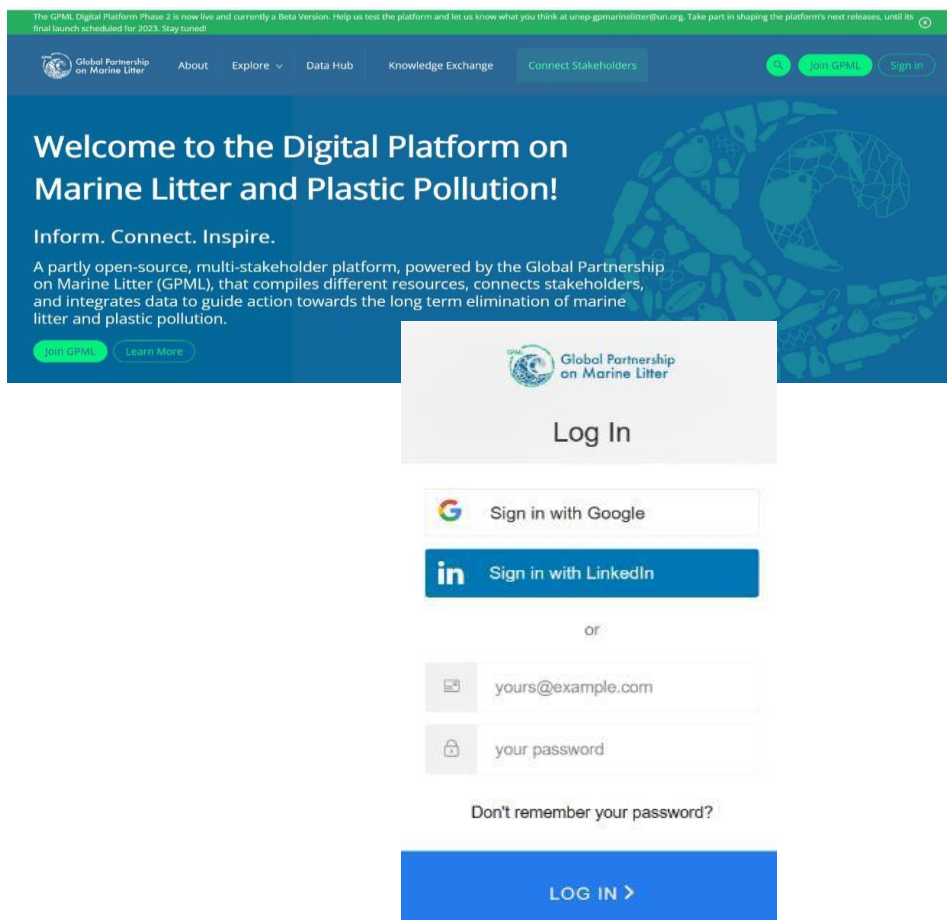 The GPML Digital Platform Phase 2 is now live and currently a Beta Version. Help us test the platform and let us know what you think at unep-gpmarinelitter@un.org. Take part in shaping the platform's next releases, until its
final launch scheduled for 2023. Stay tuned!
Global Partnership
on Marine Litter
About Explore Data Hub Knowledge Exchange Connect Stakeholders Join GPML Sign in
Welcome to the Digital Platform on
Marine Litter and Plastic Pollution!
Inform. Connect. Inspire.
A partly open-source, multi-stakeholder platform, powered by the Global Partnership
on Marine Litter (GPML), that compiles different resources, connects stakeholders,
and integrates data to guide action towards the long term elimination of marine
litter and plastic pollution.
Join GPML Learn More
GPML
Global Partnership
on Marine Litter
Log In
Sign in with Google
in Sign in with LinkedIn
or
yours@example.com
your password
Don't remember your password?
LOG IN >